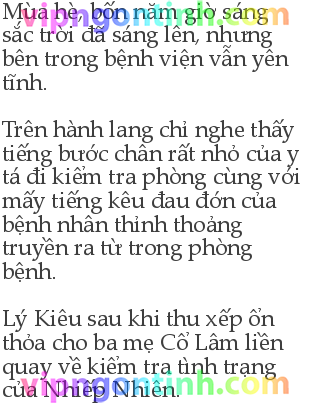 Mùa hè, bốn năm giờ sáng
sắc trời đã sáng lên, nhưng
bên trong bệnh viện vẫn yên
tĩnh.
Trên hành lang chỉ nghe thấy
tiếng bước chân rất nhỏ của y
tá đi kiểm tra phòng cùng với
mấy tiếng kêu đau đớn của
bệnh nhân thỉnh thoảng
truyền ra từ trong phòng
bệnh.
Lý Kiêu sau khi thu xếp ổn
thỏa cho ba mẹ Cổ Lâm liền
quay về kiểm tra tình trạng
của Nhiếp Nhiên.
vipngontinh.com
vipngontinh.com